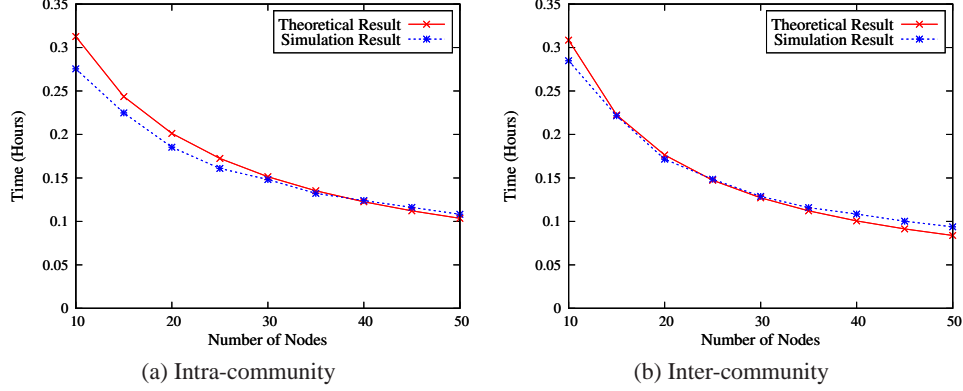 0.35
0.3
0.25
0.2
0.15
0.1
0.05
0
10
20
30
40
50
Time (Hours)
Number of Nodes
Theoretical Result
Simulation Result
(a) Intra-community
0.35
0.3
0.25
0.2
0.15
0.1
0.05
0
10
20
30
40
50
Time (Hours)
Number of Nodes
Theoretical Result
Simulation Result
(b) Inter-community